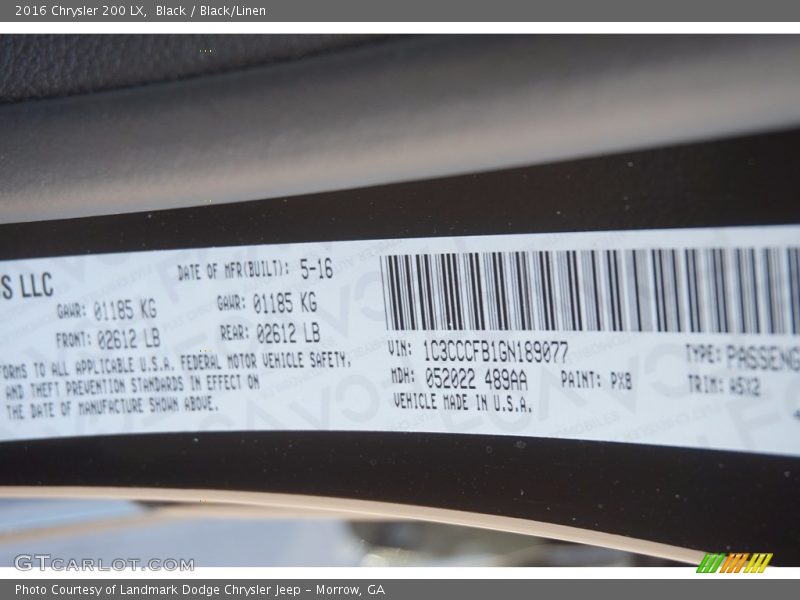 2016 Chrysler 200 LX, Black / Black/Linen
S LLC
DATE OF MFR(BUILT): 5-16
GAWR: 01185 KG GAWR: 01185 KG
FRONT: 02612 LB REAR: 02612 LB
FORMS TO ALL APPLICABLE U.S.A. FEDERAL MOTOR VEHICLE SAFETY,
AND THEFT PREVENTION STANDARDS IN EFFECT ON
THE DATE OF MANUFACTURE SHOWN ABOVE.
VIN: 1C3CCCFB1GN189077 TYPE: PASSENG
MDH: 052022 489AA PAINT: PX8 TRIM: A5X2
VEHICLE MADE IN U.S.A.
GTcarlot.com
Photo Courtesy of Landmark Dodge Chrysler Jeep – Morrow, GA